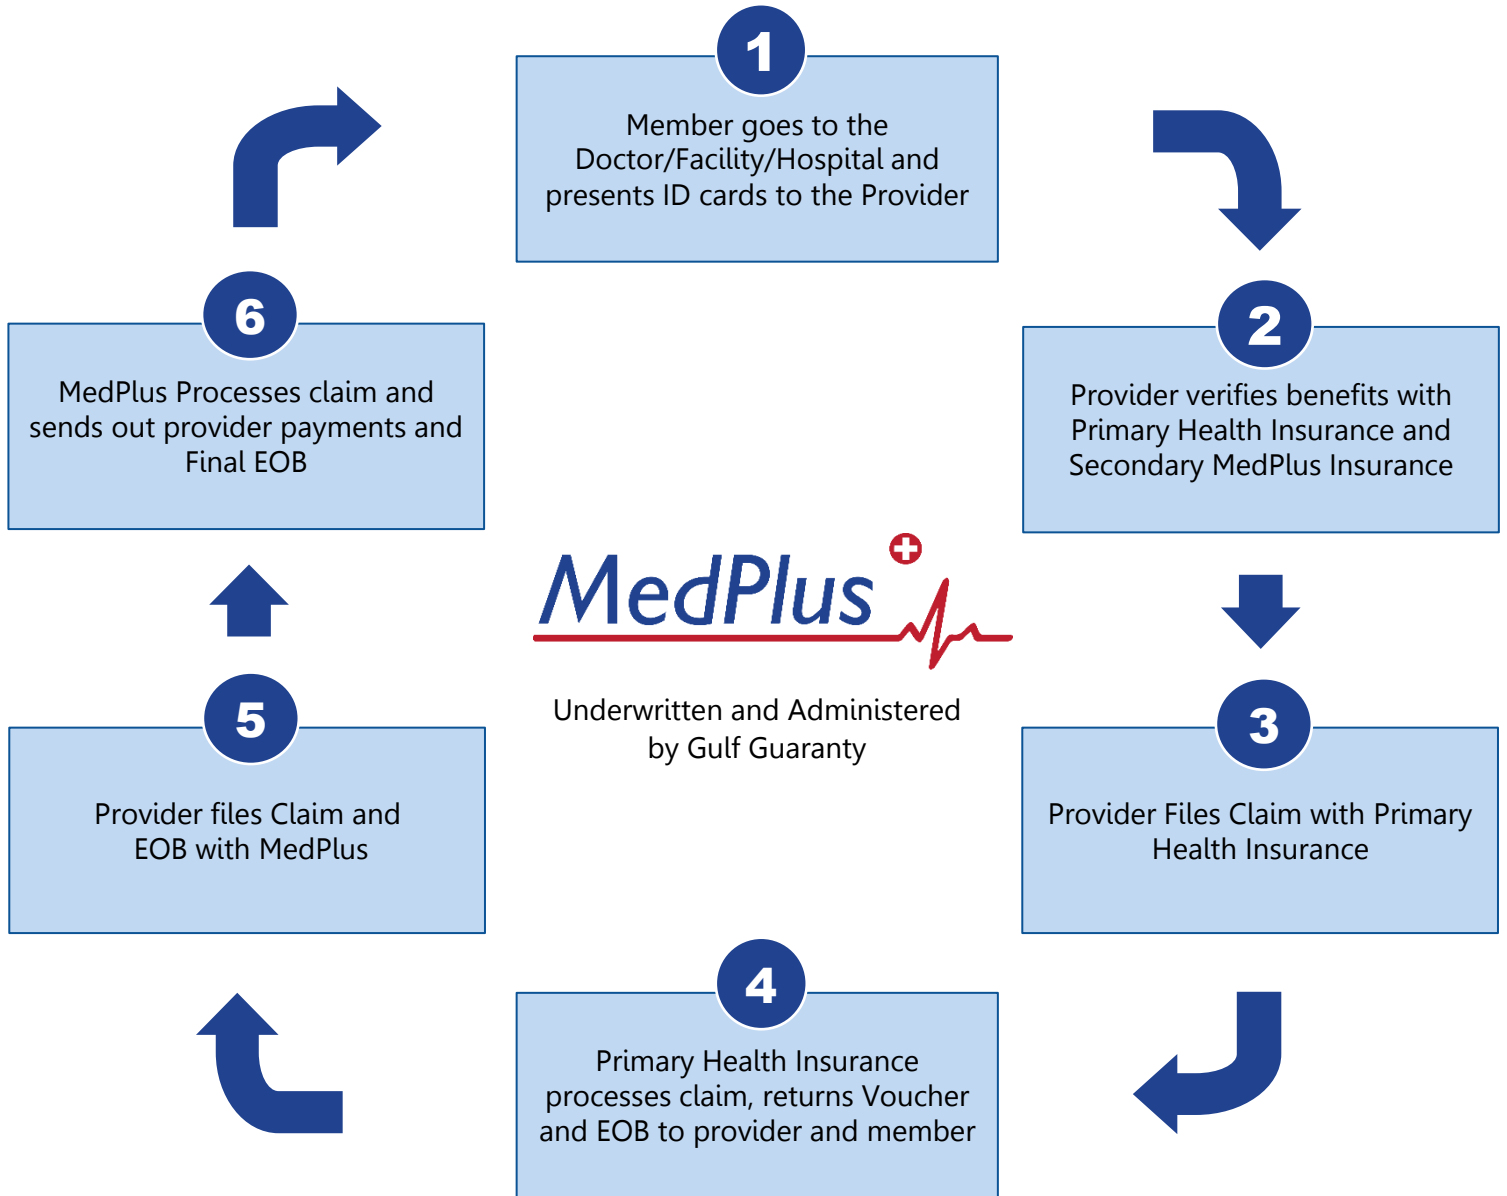 1
Member goes to the
Doctor/Facility/Hospital and
presents ID cards to the Provider
2
Provider verifies benefits with
Primary Health Insurance and
Secondary MedPlus Insurance
3
Provider Files Claim with Primary
Health Insurance
4
Primary Health Insurance
processes claim, returns Voucher
and EOB to provider and member
5
Provider files Claim and
EOB with MedPlus
6
MedPlus Processes claim and
sends out provider payments and
Final EOB
MedPlus
Underwritten and Administered
by Gulf Guaranty